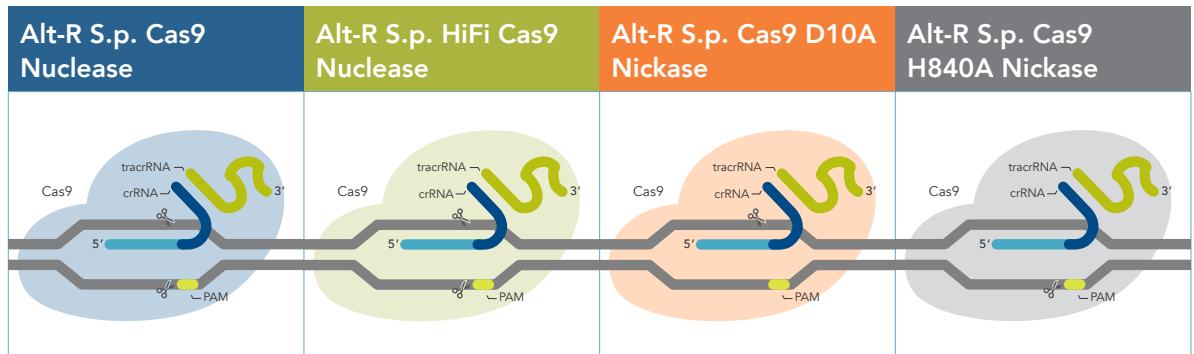 Alt-R S.p. Cas9
Nuclease
Alt-R S.p. HiFi Cas9
Nuclease
Alt-R S.p. Cas9 D10A
Nickase
Alt-R S.p. Cas9
H840A Nickase
tracrRNA
Cas9
crRNA
3′
5′
PAM
tracrRNA
Cas9
crRNA
3′
5′
PAM
tracrRNA
Cas9
crRNA
3′
5′
PAM
tracrRNA
Cas9
crRNA
3′
5′
PAM